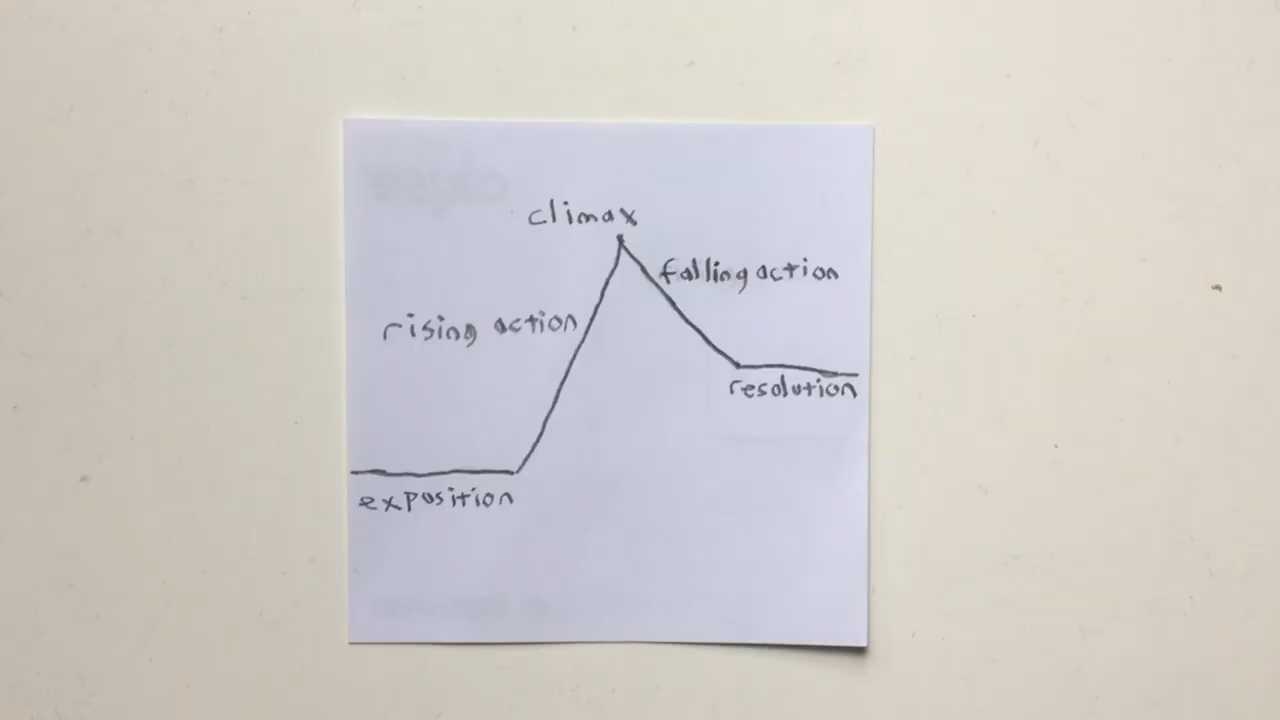 climax
falling action
rising action
resolution
exposition